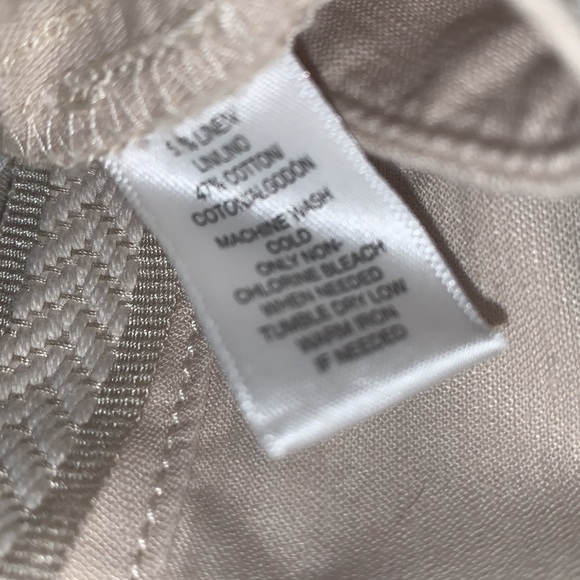 % LINEN/
LIN/LINO
47% COTTON/
COTON/ALGODÓN
MACHINE WASH
COLD
ONLY NON-
CHLORINE BLEACH
WHEN NEEDED
TUMBLE DRY LOW
WARM IRON
IF NEEDED